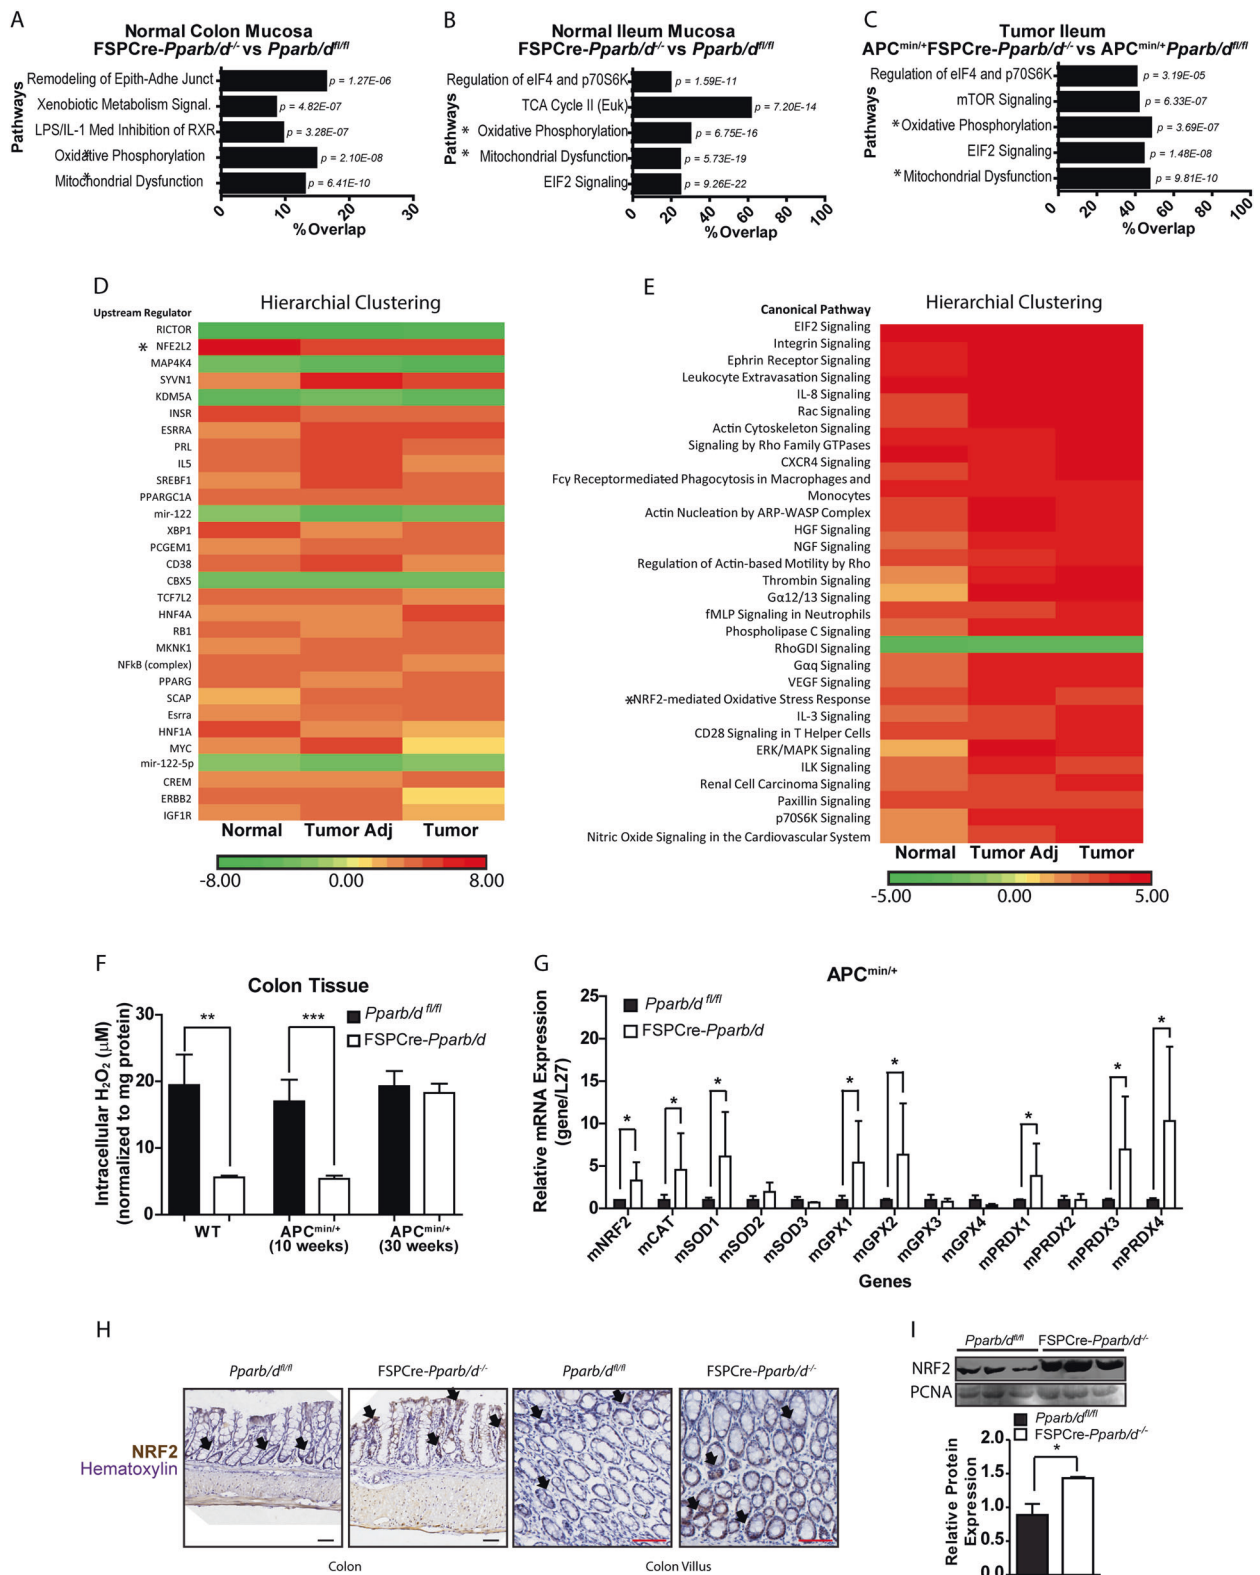 A
Normal Colon Mucosa
FSPCre-Pparb/d-/- vs Pparb/dfl/fl
Pathways
Remodeling of Epith-Adhe Junct
p = 1.27E-06
Xenobiotic Metabolism Signal.
p = 4.82E-07
LPS/IL-1 Med Inhibition of RXR
p = 3.28E-07
Oxidative Phosphorylation
*
p = 2.10E-08
Mitochondrial Dysfunction
*
p = 6.41E-10
0
10
20
30
%Overlap
B
Normal Ileum Mucosa
FSPCre-Pparb/d-/- vs Pparb/dfl/fl
Pathways
Regulation of eIF4 and p70S6K
p = 1.59E-11
TCA Cycle II (Euk)
p = 7.20E-14
* Oxidative Phosphorylation
p = 6.75E-16
* Mitochondrial Dysfunction
p = 5.73E-19
EIF2 Signaling
p = 9.26E-22
0
20
40
60
80
100
%Overlap
C
Tumor Ileum
APCmin/+FSPCre-Pparb/d-/- vs APCmin/+Pparb/dfl/fl
Pathways
Regulation of eIF4 and p70S6K
p = 3.19E-05
mTOR Signaling
p = 6.33E-07
*Oxidative Phosphorylation
p = 3.69E-07
EIF2 Signaling
p = 1.48E-08
* Mitochondrial Dysfunction
p = 9.81E-10
0
20
40
60
80
100
%Overlap
D
Hierarchial Clustering
Upstream Regulator
RICTOR
* NFE2L2
MAP4K4
SYVN1
KDM5A
INSR
ESRRA
PRL
IL5
SREBF1
PPARGC1A
mir-122
XBP1
PCGEM1
CD38
CBX5
TCF7L2
HNF4A
RB1
MKNK1
NFkB (complex)
PPARG
SCAP
Esrra
HNF1A
MYC
mir-122-5p
CREM
ERBB2
IGF1R
Normal Tumor Adj Tumor
-8.00 0.00 8.00
E
Hierarchial Clustering
Canonical Pathway
EIF2 Signaling
Integrin Signaling
Ephrin Receptor Signaling
Leukocyte Extravasation Signaling
IL-8 Signaling
Rac Signaling
Actin Cytoskeleton Signaling
Signaling by Rho Family GTPases
CXCR4 Signaling
Fcy Receptormediated Phagocytosis in Macrophages and
Monocytes
Actin Nucleation by ARP-WASP Complex
HGF Signaling
NGF Signaling
Regulation of Actin-based Motility by Rho
Thrombin Signaling
Gα12/13 Signaling
fMLP Signaling in Neutrophils
Phospholipase C Signaling
RhoGDI Signaling
Gαq Signaling
VEGF Signaling
*NRF2-mediated Oxidative Stress Response
IL-3 Signaling
CD28 Signaling in T Helper Cells
ERK/MAPK Signaling
ILK Signaling
Renal Cell Carcinoma Signaling
Paxillin Signaling
p70S6K Signaling
Nitric Oxide Signaling in the Cardiovascular System
Normal Tumor Adj Tumor
-5.00 0.00 5.00
F
Colon Tissue
Intracellular H2O2 (µM)
(normalized to mg protein)
30
20
10
0
**
***
Pparb/d fl/fl
FSPCre-Pparb/d
WT
APCmin/+
(10 weeks)
APCmin/+
(30 weeks)
G
APCmin/+
Relative mRNA Expression
(gene/L27)
25
20
15
10
5
0
Pparb/dfl/fl
FSPCre-Pparb/d
* * * * * * * *
mNRF2
mCAT
mSOD1
mSOD2
mSOD3
mGPX1
mGPX2
mGPX3
mGPX4
mPRDX1
mPRDX2
mPRDX3
mPRDX4
Genes
H
Pparb/dfl/fl
FSPCre-Pparb/d-/-
Pparb/dfl/fl
FSPCre-Pparb/d-/-
NRF2
Hematoxylin
Colon
Colon Villus
I
Pparb/dfl/fl FSPCre-Pparb/d-/-
NRF2
PCNA
Pparb/dfl/fl
FSPCre-Pparb/d-/-
Relative Protein
Expression
2.0
1.5
1.0
0.5
0.0
*